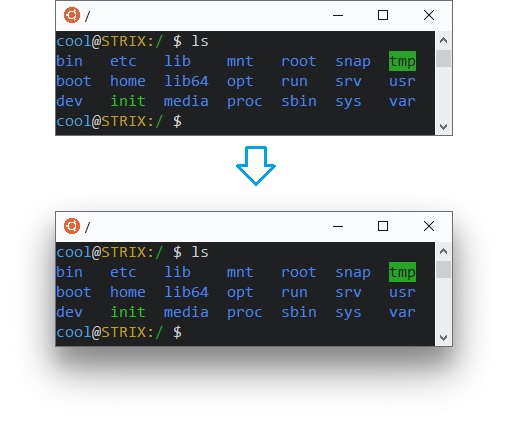 /
cool@STRIX:/ $ ls
bin etc lib mnt root snap tmp
boot home lib64 opt run srv usr
dev init media proc sbin sys var
cool@STRIX:/ $
/
cool@STRIX:/ $ ls
bin etc lib mnt root snap tmp
boot home lib64 opt run srv usr
dev init media proc sbin sys var
cool@STRIX:/ $